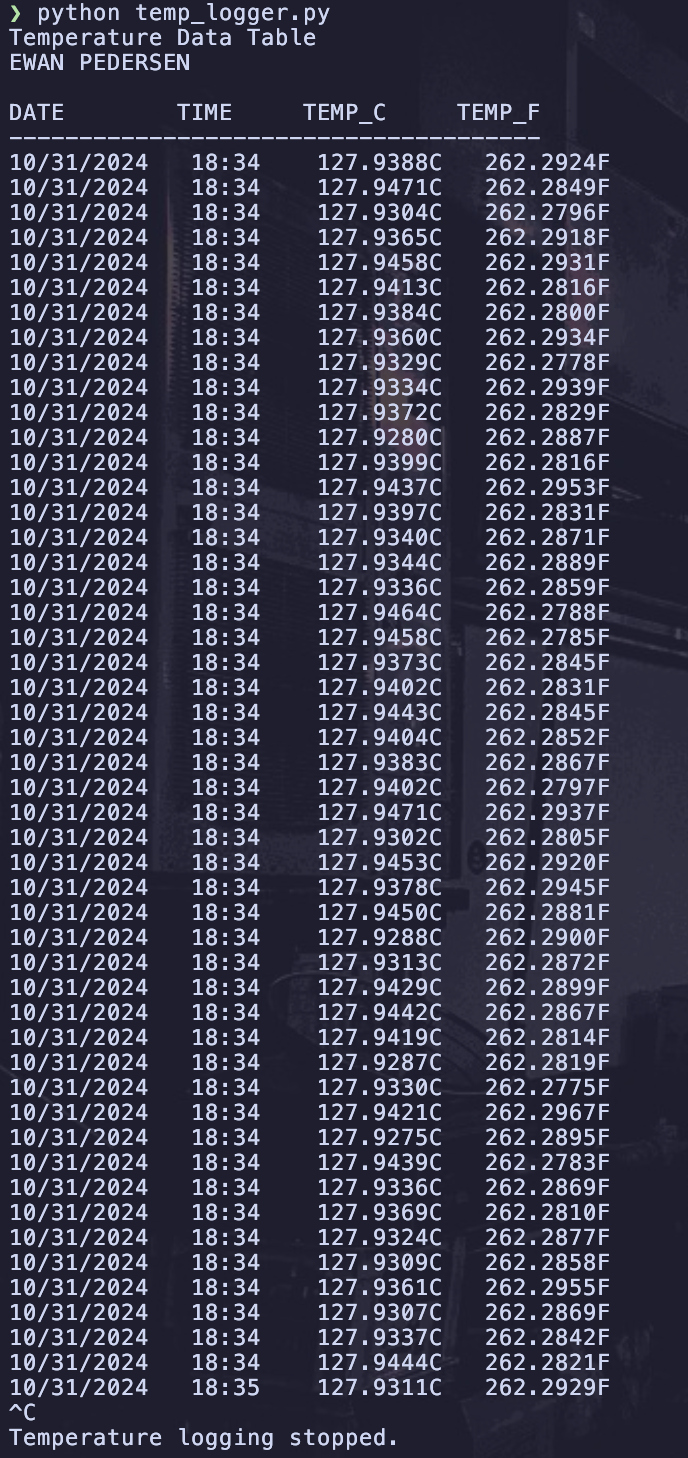 ❯ python temp_logger.py
Temperature Data Table
EWAN PEDERSEN
DATE TIME TEMP_C TEMP_F
--------------------------------------
10/31/2024 18:34 127.9388C 262.2924F
10/31/2024 18:34 127.9471C 262.2849F
10/31/2024 18:34 127.9304C 262.2796F
10/31/2024 18:34 127.9365C 262.2918F
10/31/2024 18:34 127.9458C 262.2931F
10/31/2024 18:34 127.9413C 262.2816F
10/31/2024 18:34 127.9384C 262.2800F
10/31/2024 18:34 127.9360C 262.2934F
10/31/2024 18:34 127.9329C 262.2778F
10/31/2024 18:34 127.9334C 262.2939F
10/31/2024 18:34 127.9372C 262.2829F
10/31/2024 18:34 127.9280C 262.2887F
10/31/2024 18:34 127.9399C 262.2816F
10/31/2024 18:34 127.9437C 262.2953F
10/31/2024 18:34 127.9397C 262.2831F
10/31/2024 18:34 127.9340C 262.2871F
10/31/2024 18:34 127.9344C 262.2889F
10/31/2024 18:34 127.9336C 262.2859F
10/31/2024 18:34 127.9464C 262.2788F
10/31/2024 18:34 127.9458C 262.2785F
10/31/2024 18:34 127.9373C 262.2845F
10/31/2024 18:34 127.9402C 262.2831F
10/31/2024 18:34 127.9443C 262.2845F
10/31/2024 18:34 127.9404C 262.2852F
10/31/2024 18:34 127.9383C 262.2867F
10/31/2024 18:34 127.9402C 262.2797F
10/31/2024 18:34 127.9471C 262.2937F
10/31/2024 18:34 127.9302C 262.2805F
10/31/2024 18:34 127.9453C 262.2920F
10/31/2024 18:34 127.9378C 262.2945F
10/31/2024 18:34 127.9450C 262.2881F
10/31/2024 18:34 127.9288C 262.2900F
10/31/2024 18:34 127.9313C 262.2872F
10/31/2024 18:34 127.9429C 262.2899F
10/31/2024 18:34 127.9442C 262.2867F
10/31/2024 18:34 127.9419C 262.2814F
10/31/2024 18:34 127.9287C 262.2819F
10/31/2024 18:34 127.9330C 262.2775F
10/31/2024 18:34 127.9421C 262.2967F
10/31/2024 18:34 127.9275C 262.2895F
10/31/2024 18:34 127.9439C 262.2783F
10/31/2024 18:34 127.9336C 262.2869F
10/31/2024 18:34 127.9369C 262.2810F
10/31/2024 18:34 127.9324C 262.2877F
10/31/2024 18:34 127.9309C 262.2858F
10/31/2024 18:34 127.9361C 262.2955F
10/31/2024 18:34 127.9307C 262.2869F
10/31/2024 18:34 127.9337C 262.2842F
10/31/2024 18:34 127.9444C 262.2821F
10/31/2024 18:35 127.9311C 262.2929F
^C
Temperature logging stopped.